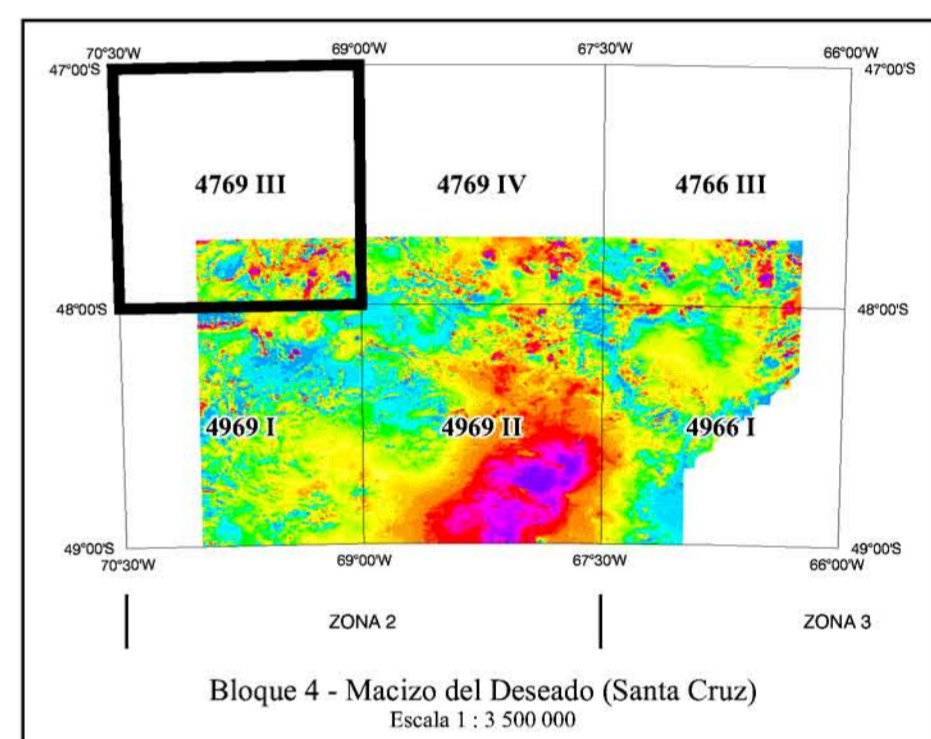 70°30'W 69°00'W 67°30'W 66°00'W
47°00'S 47°00'S
4769 III 4769 IV 4766 III
48°00'S 48°00'S
4969 I 4969 II 4966 I
49°00'S 49°00'S
70°30'W 69°00'W 67°30'W 66°00'W
ZONA 2 ZONA 3
Bloque 4 - Macizo del Deseado (Santa Cruz)
Escala 1 : 3 500 000